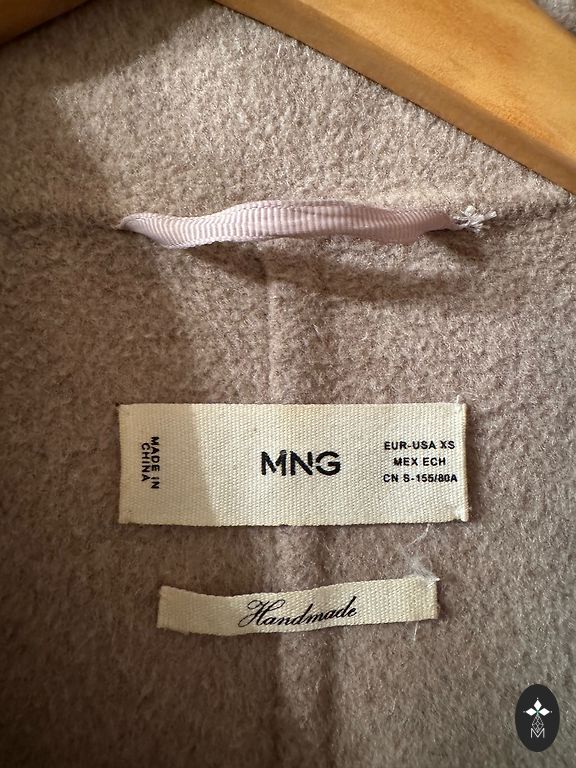 MADE IN
CHINA
MNG
EUR-USA XS
MEX ECH
CN S-155/80A
Handmade
M